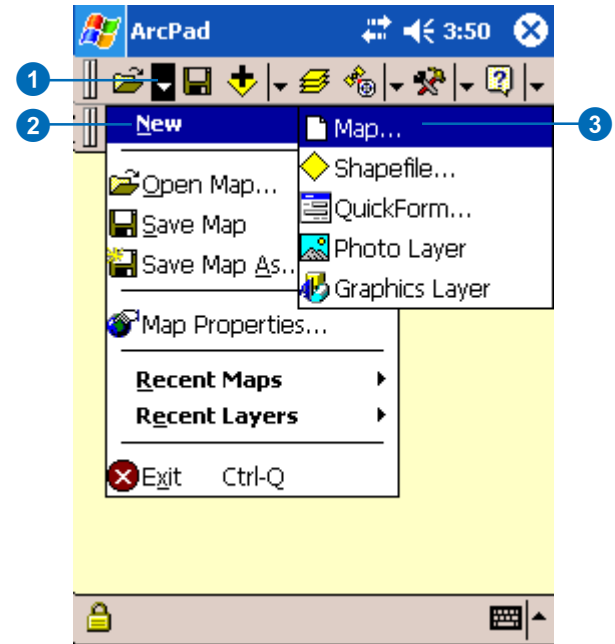 ArcPad 3:50
1
2 New
Map... 3
Shapefile...
Open Map...
QuickForm...
Save Map
Photo Layer
Save Map As..
Graphics Layer
Map Properties...
Recent Maps
Recent Layers
Exit Ctrl-Q